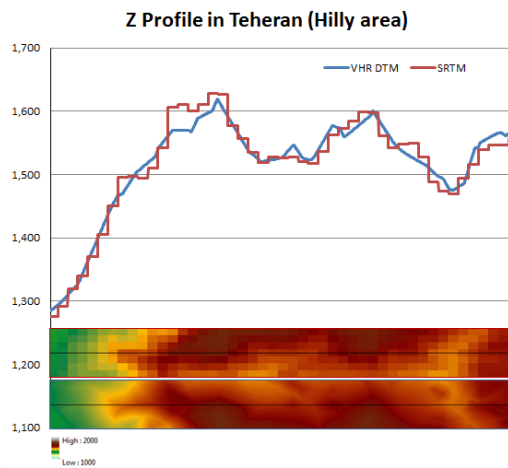 Z Profile in Teheran (Hilly area)
1,700
VHR DTM
SRTM
1,600
1,500
1,400
1,300
1,200
1,100
High : 2000
Low : 1000